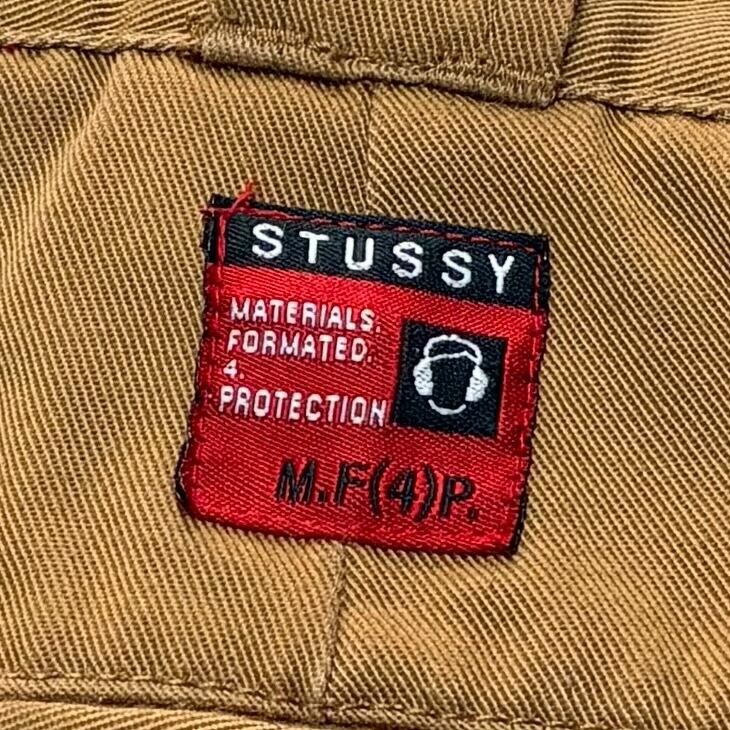 STUSSY
MATERIALS.
FORMATED.
4.
PROTECTION
M.F(4)P.